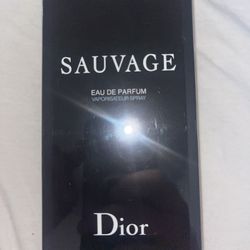 SAUVAGE
EAU DE PARFUM
VAPORISATEUR SPRAY
Dior